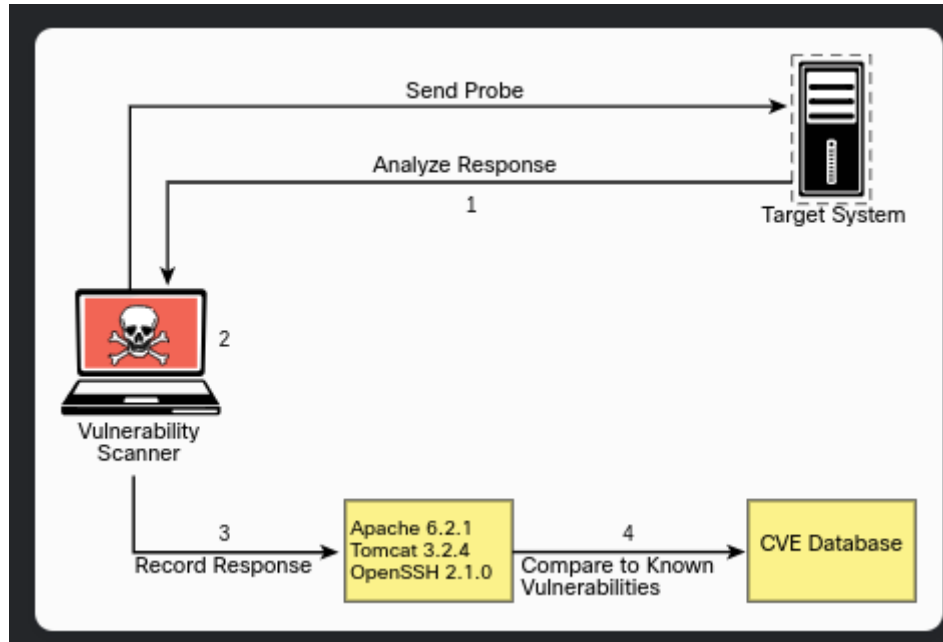 Send Probe
Analyze Response
1
Target System
2
Vulnerability
Scanner
3
Record Response
Apache 6.2.1
Tomcat 3.2.4
OpenSSH 2.1.0
4
Compare to Known
Vulnerabilities
CVE Database